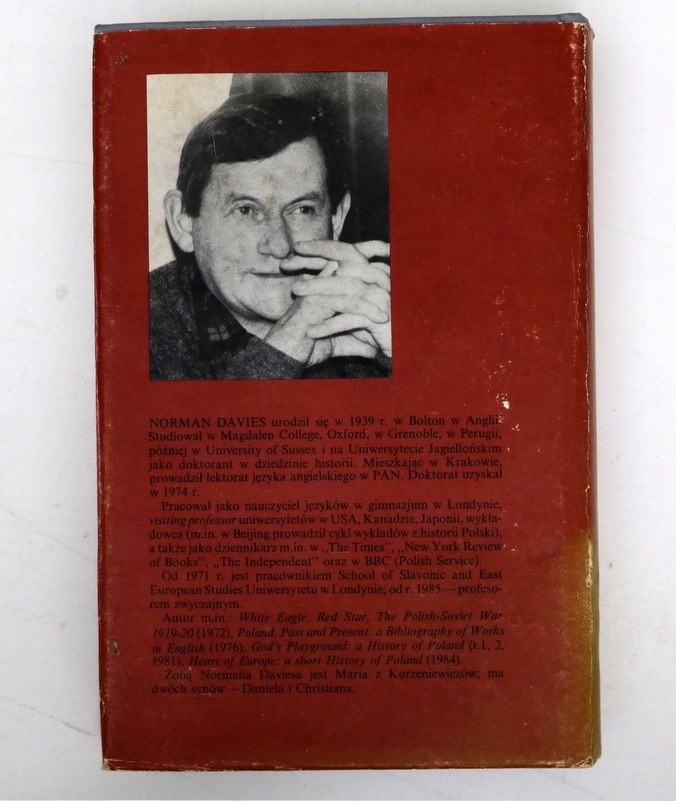 NORMAN DAVIES urodził się w 1939 r. w Bolton w Anglii.
Studiował w Magdalen College, Oxford, w Grenoble, w Perugii,
później w University of Sussex i na Uniwersytecie Jagiellońskim
jako doktorant w dziedzinie historii. Mieszkając w Krakowie,
prowadził lektorat języka angielskiego w PAN. Doktorat uzyskał
w 1974 r.
Pracował jako nauczyciel języków w gimnazjum w Londynie,
visiting professor uniwersytetów w USA, Kanadzie, Japonii, wykła-
dowca (m.in. w Beijing prowadził cykl wykładów z historii Polski),
a także jako dziennikarz m.in. w „The Times”, „New York Review
of Books”, „The Independent” oraz w BBC (Polish Service).
Od 1971 r. jest pracownikiem School of Slavonic and East
European Studies Uniwersytetu w Londynie; od r. 1985 — profeso-
rem zwyczajnym.
Autor m.in.: White Eagle, Red Star, The Polish-Soviet War
1919-20 (1972), Poland, Past and Present: a Bibliography of Works
in English (1976), God's Playground: a History of Poland (t.1, 2,
1981), Heart of Europe: a short History of Poland (1984).
Żoną Normana Daviesa jest Maria z Korzeniewiczów; ma
dwóch synów — Daniela i Christiana.